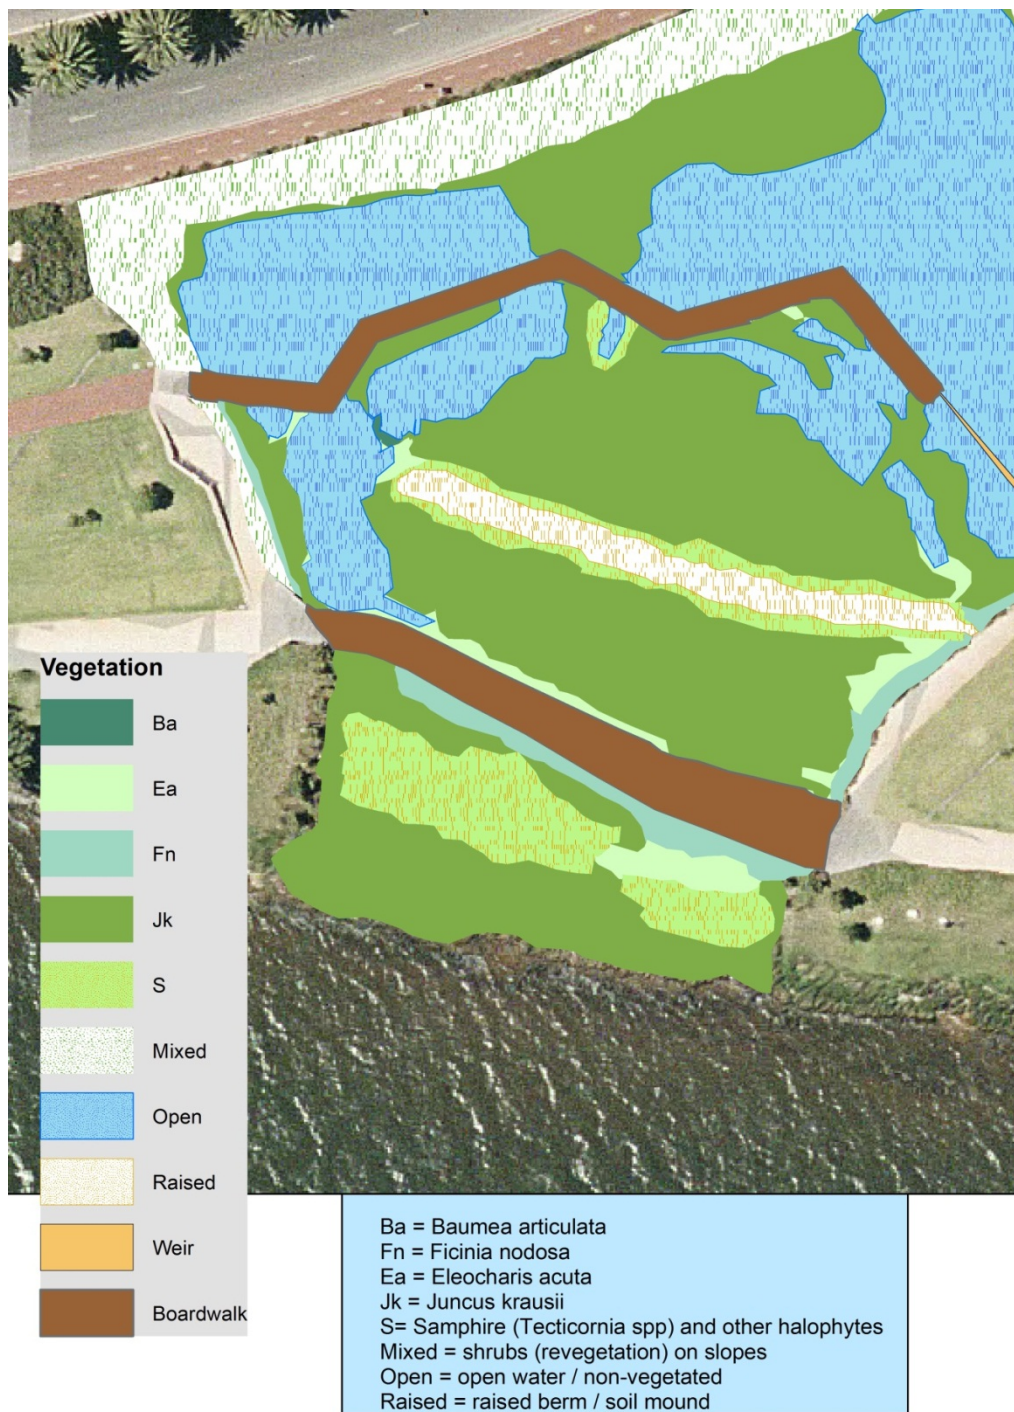 Vegetation
Ba
Ea
Fn
Jk
S
Mixed
Open
Raised
Weir
Boardwalk
Ba = Baumea articulata
Fn = Ficinia nodosa
Ea = Eleocharis acuta
Jk = Juncus krausii
S= Samphire (Tecticornia spp) and other halophytes
Mixed = shrubs (revegetation) on slopes
Open = open water / non-vegetated
Raised = raised berm / soil mound